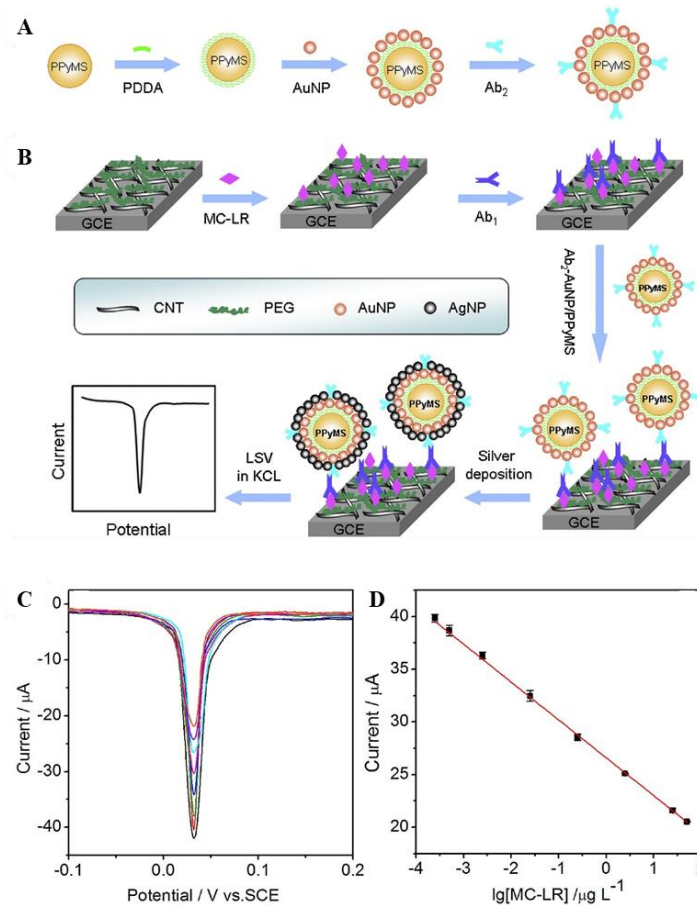 A
PPyMS
PDDA
PPyMS
AuNP
PPyMS
Ab2
PPyMS
B
GCE
MC-LR
GCE
Ab1
GCE
Ab2-AuNP/PPyMS
PPyMS
CNT
PEG
AuNP
AgNP
PPyMS
PPyMS
PPyMS
PPyMS
Current
Potential
LSV
in KCL
GCE
Silver
deposition
GCE
C
0
-10
-20
-30
-40
Current / μA
-0.1
0.0
0.1
0.2
Potential / V vs.SCE
D
40
35
30
25
20
Current / μA
-4
-3
-2
-1
0
1
lg[MC-LR] /μg L-1